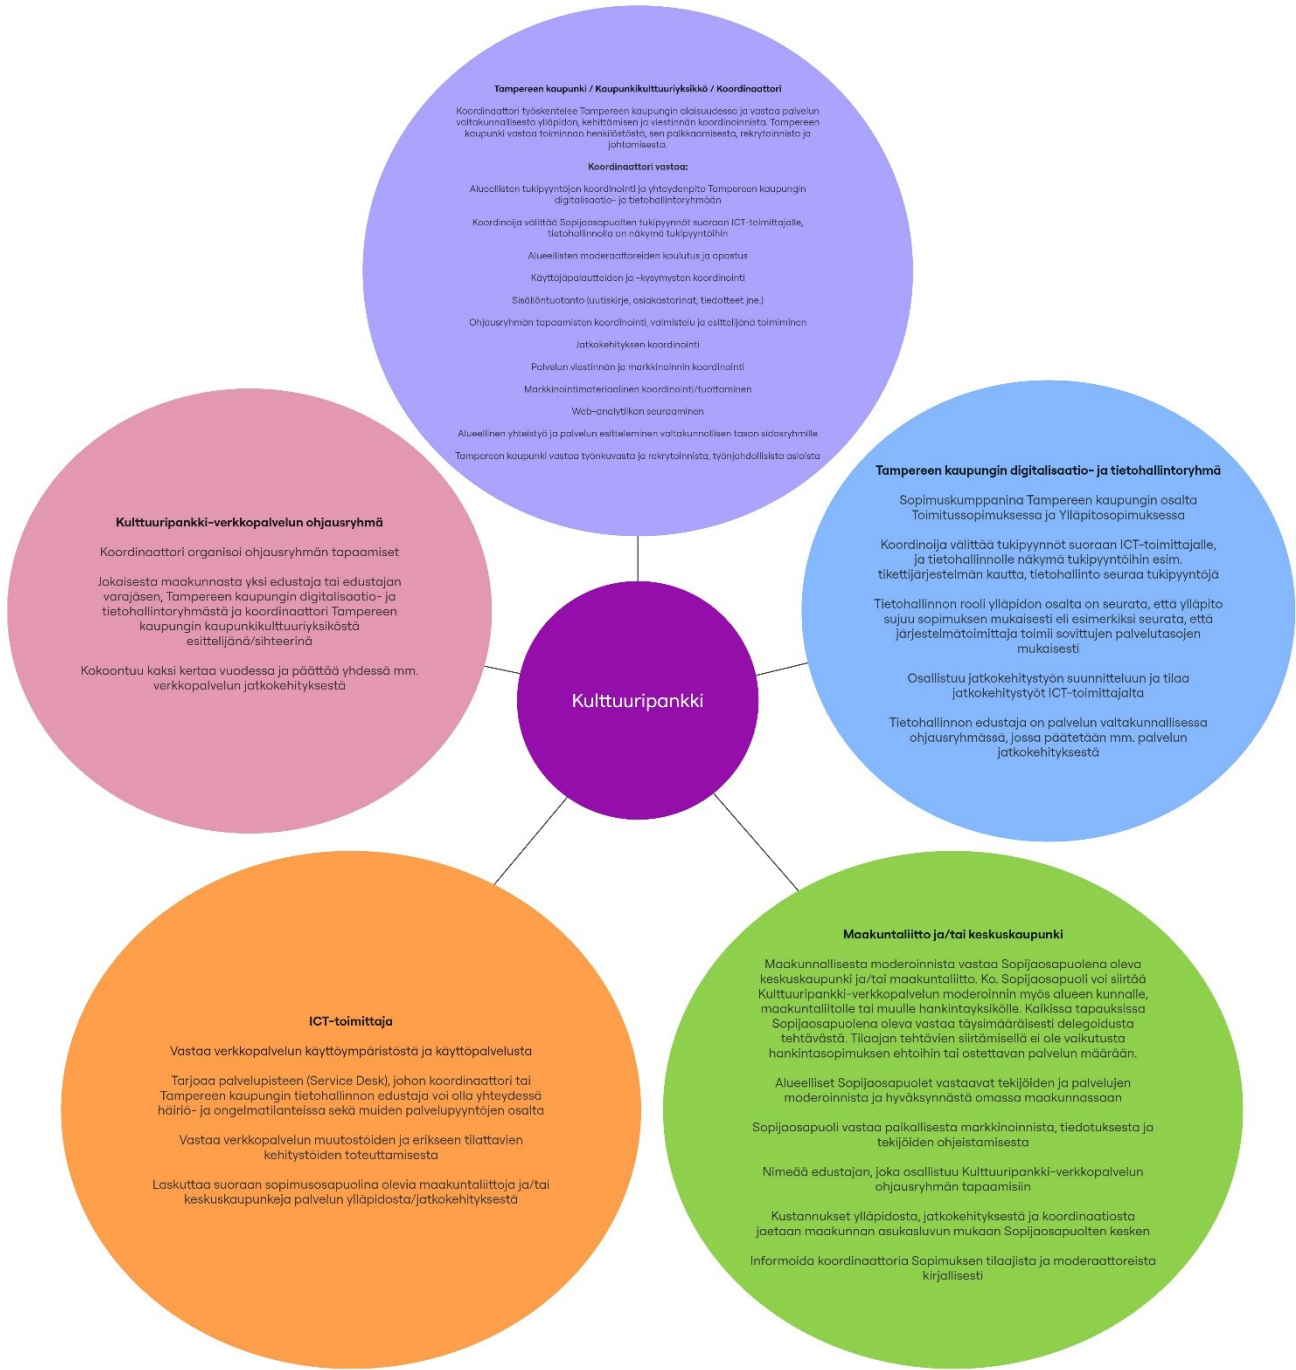 Tampereen kaupunki / Kaupunkikulttuuriyksikkö / Koordinaattori
Koordinaattori työskentelee Tampereen kaupungin alaisuudessa ja vastaa palvelun
valtakunnallisesta ylläpidon, kehittämisen ja viestinnän koordinoinnista. Tampereen
kaupunki vastaa toiminnan henkilöstöstä, sen palkkaamisesta, rekrytoinnista ja
johtamisesta.
Koordinaattori vastaa:
Alueellisten tukipyyntöjen koordinointi ja yhteydenpito Tampereen kaupungin
digitalisaatio- ja tietohallintoryhmään
Koordinoija välittää Sopijaosapuolten tukipyynnöt suoraan ICT-toimittajalle,
tietohallinnolla on näkymä tukipyyntöihin
Alueellisten moderaattoreiden koulutus ja opastus
Käyttäjäpalautteiden ja -kysymysten koordinointi
Sisällöntuotanto (uutiskirje, asiakastarinat, tiedotteet jne.)
Ohjausryhmän tapaamisten koordinointi, valmistelu ja esittelijänä toimiminen
Jatkokehityksen koordinointi
Palvelun viestinnän ja markkinoinnin koordinointi
Markkinointimateriaalinen koordinointi/tuottaminen
Web-analytiikan seuraaminen
Alueellinen yhteistyö ja palvelun esitteleminen valtakunnallisen tason sidosryhmille
Tampereen kaupunki vastaa työnkuvasta ja rekrytoinnista, työnjohdollisista asioista
Kulttuuripankki-verkkopalvelun ohjausryhmä
Koordinaattori organisoi ohjausryhmän tapaamiset
Jokaisesta maakunnasta yksi edustaja tai edustajan
varajäsen, Tampereen kaupungin digitalisaatio- ja
tietohallintoryhmästä ja koordinaattori Tampereen
kaupungin kaupunkikulttuuriyksiköstä
esittelijänä/sihteerinä
Kokoontuu kaksi kertaa vuodessa ja päättää yhdessä mm.
verkkopalvelun jatkokehityksestä
Tampereen kaupungin digitalisaatio- ja tietohallintoryhmä
Sopimuskumppanina Tampereen kaupungin osalta
Toimitussopimuksessa ja Ylläpitosopimuksessa
Koordinoija välittää tukipyynnöt suoraan ICT-toimittajalle,
ja tietohallinnolle näkymä tukipyyntöihin esim.
tikettijärjestelmän kautta, tietohallinto seuraa tukipyyntöjä
Tietohallinnon rooli ylläpidon osalta on seurata, että ylläpito
sujuu sopimuksen mukaisesti eli esimerkiksi seurata, että
järjestelmätoimittaja toimii sovittujen palvelutasojen
mukaisesti
Osallistuu jatkokehitystyön suunnitteluun ja tilaa
jatkokehitystyöt ICT-toimittajalta
Tietohallinnon edustaja on palvelun valtakunnallisessa
ohjausryhmässä, jossa päätetään mm. palvelun
jatkokehityksestä
Kulttuuripankki
ICT-toimittaja
Vastaa verkkopalvelun käyttöympäristöstä ja käyttöpalvelusta
Tarjoaa palvelupisteen (Service Desk), johon koordinaattori tai
Tampereen kaupungin tietohallinnon edustaja voi olla yhteydessä
häiriö- ja ongelmatilanteissa sekä muiden palvelupyyntöjen osalta
Vastaa verkkopalvelun muutostöiden ja erikseen tilattavien
kehitystöiden toteuttamisesta
Laskuttaa suoraan sopimusosapuolina olevia maakuntaliittoja ja/tai
keskuskaupunkeja palvelun ylläpidosta/jatkokehityksestä
Maakuntaliitto ja/tai keskuskaupunki
Maakunnallisesta moderoinnista vastaa Sopijaosapuolena oleva
keskuskaupunki ja/tai maakuntaliitto. Ko. Sopijaosapuoli voi siirtää
Kulttuuripankki-verkkopalvelun moderoinnin myös alueen kunnalle,
maakuntaliitolle tai muulle hankintayksikölle. Kaikissa tapauksissa
Sopijaosapuolena oleva vastaa täysimääräisesti delegoidusta
tehtävästä. Tilaajan tehtävien siirtämisellä ei ole vaikutusta
hankintasopimuksen ehtoihin tai ostettavan palvelun määrään.
Alueelliset Sopijaosapuolet vastaavat tekijöiden ja palvelujen
moderoinnista ja hyväksynnästä omassa maakunnassaan
Sopijaosapuoli vastaa paikallisesta markkinoinnista, tiedotuksesta ja
tekijöiden ohjeistamisesta
Nimeää edustajan, joka osallistuu Kulttuuripankki-verkkopalvelun
ohjausryhmän tapaamisiin
Kustannukset ylläpidosta, jatkokehityksestä ja koordinaatiosta
jaetaan maakunnan asukasluvun mukaan Sopijaosapuolten kesken
Informoida koordinaattoria Sopimuksen tilaajista ja moderaattoreista
kirjallisesti